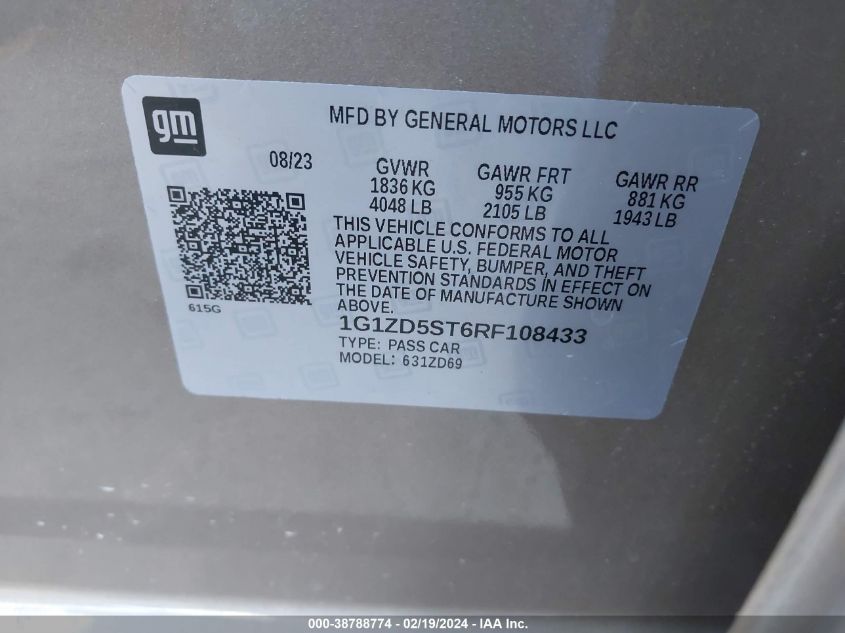 gm
MFD BY GENERAL MOTORS LLC
08/23
GVWR
1836 KG
4048 LB
GAWR FRT
955 KG
2105 LB
GAWR RR
881 KG
1943 LB
THIS VEHICLE CONFORMS TO ALL
APPLICABLE U.S. FEDERAL MOTOR
VEHICLE SAFETY, BUMPER, AND THEFT
PREVENTION STANDARDS IN EFFECT ON
THE DATE OF MANUFACTURE SHOWN
ABOVE.
615G
1G1ZD5ST6RF108433
TYPE: PASS CAR
MODEL: 631ZD69
000-38788774 - 02/19/2024 - IAA Inc.